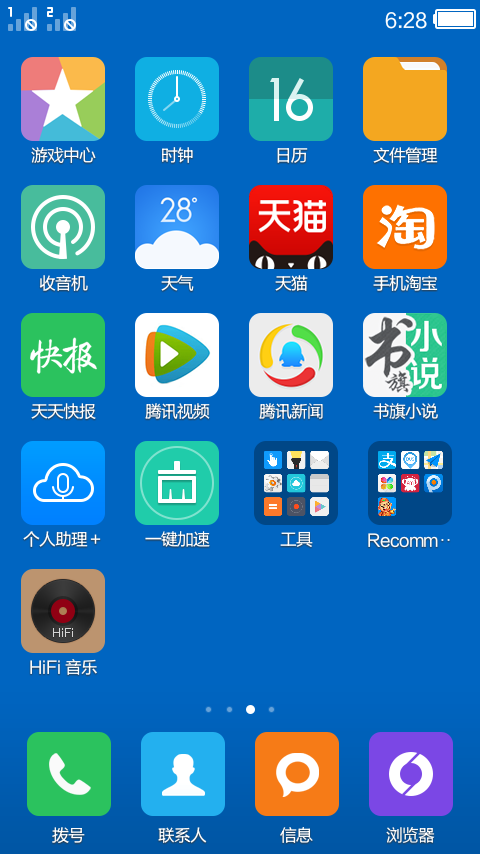 1 2 6:28
16
游戏中心 时钟 日历 文件管理
28° 天猫 淘
收音机 天气 天猫 手机淘宝
快报 书旗小说
天天快报 腾讯视频 腾讯新闻 书旗小说
个人助理+ 一键加速 工具 Recomm··
HiFi
HiFi 音乐
拨号 联系人 信息 浏览器